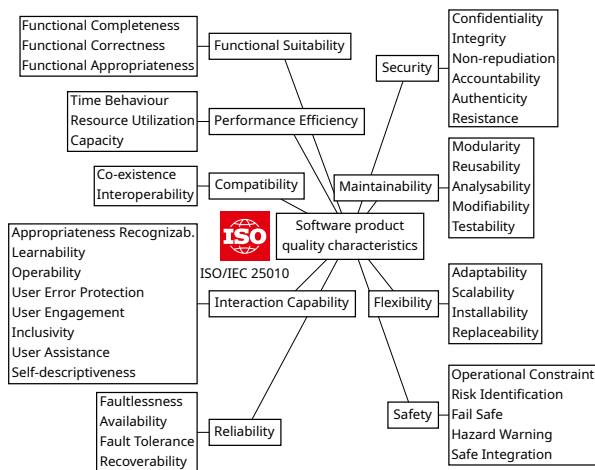 Functional Completeness
Functional Correctness
Functional Appropriateness
Functional Suitability
Time Behaviour
Resource Utilization
Capacity
Performance Efficiency
Co-existence
Interoperability
Compatibility
Appropriateness Recognizab.
Learnability
Operability
User Error Protection
User Engagement
Inclusivity
User Assistance
Self-descriptiveness
Interaction Capability
Faultlessness
Availability
Fault Tolerance
Recoverability
Reliability
ISO
ISO/IEC 25010
Software product
quality characteristics
Security
Confidentiality
Integrity
Non-repudiation
Accountability
Authenticity
Resistance
Maintainability
Modularity
Reusability
Analysability
Modifiability
Testability
Flexibility
Adaptability
Scalability
Installability
Replaceability
Safety
Operational Constraint
Risk Identification
Fail Safe
Hazard Warning
Safe Integration